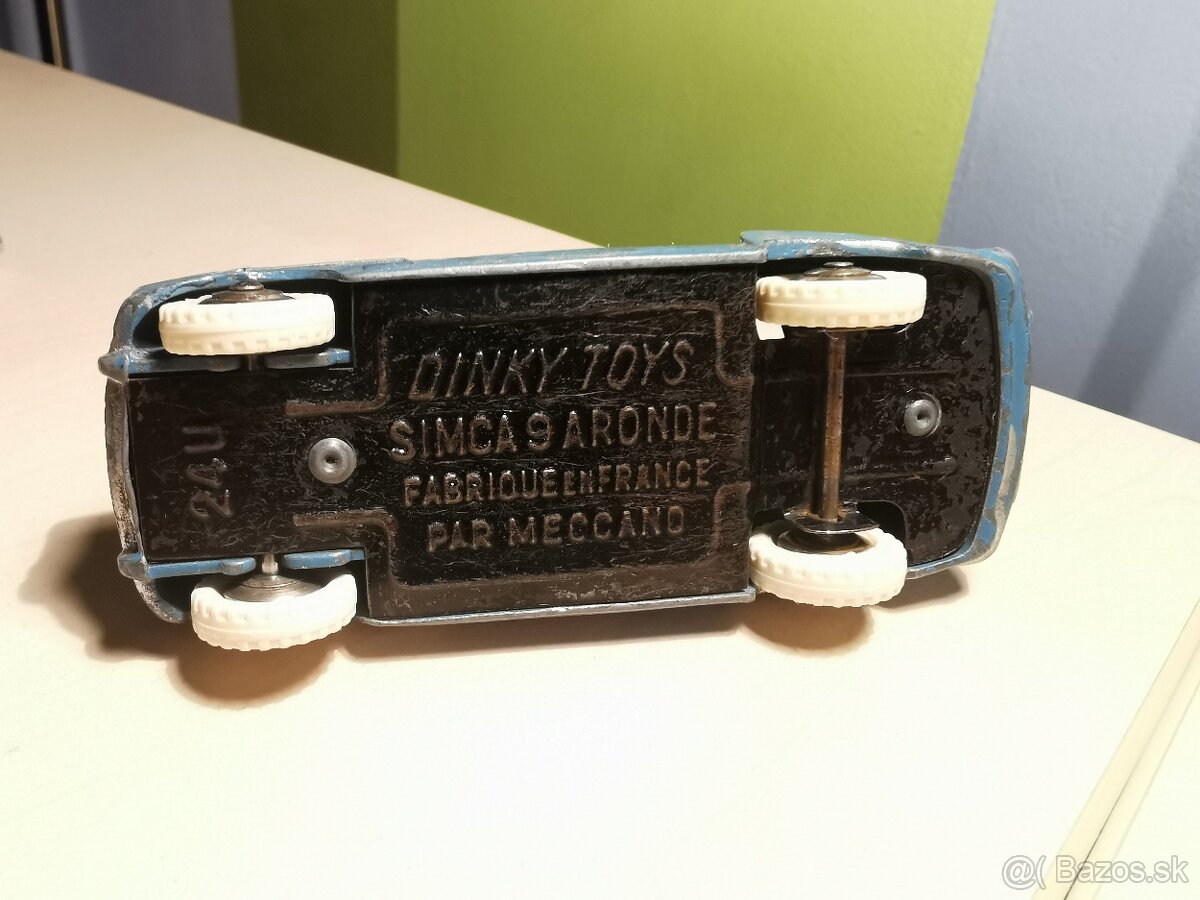 DINKY TOYS
SIMCA 9 ARONDE
FABRIQUE EN FRANCE
PAR MECCANO
24 U
@( Bazos.sk